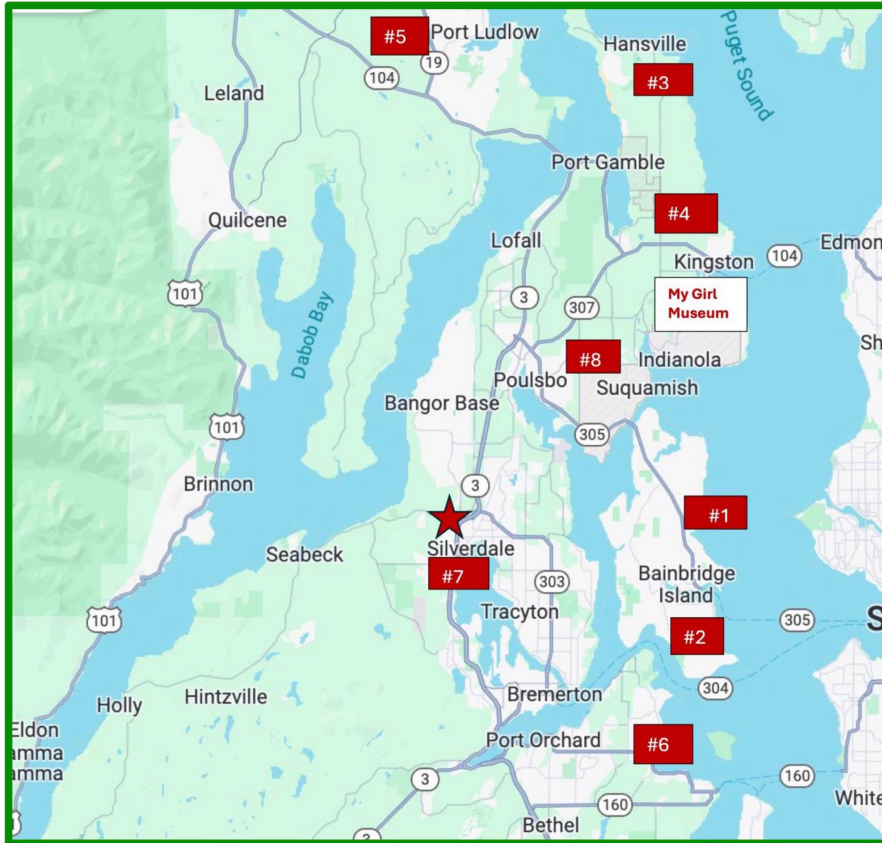 #5
Port Ludlow
Hansville
Puget Sound
19
104
#3
Leland
Port Gamble
Quilcene
#4
Lofall
Edmon
Kingston
104
101
3
307
My Girl
Museum
Dabob Bay
#8
Indianola
Sh
Poulsbo
Suquamish
Bangor Base
101
305
Brinnon
3
#1
Silverdale
Seabeck
#7
303
Bainbridge
Island
Tracyton
101
305
S
#2
304
Holly
Hintzville
Bremerton
Eldon
amma
amma
Port Orchard
#6
3
160
160
White
Bethel
3